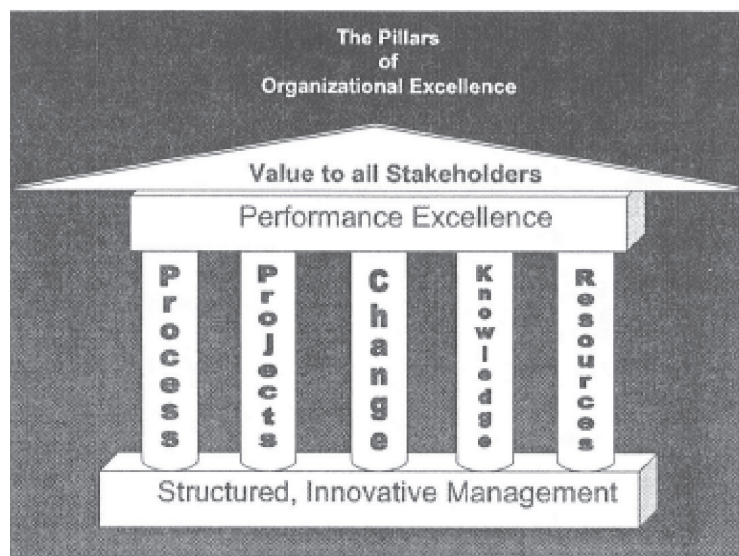 The Pillars
of
Organizational Excellence
Value to all Stakeholders
Performance Excellence
Process
Projects
Change
Knowledge
Resources
Structured, Innovative Management